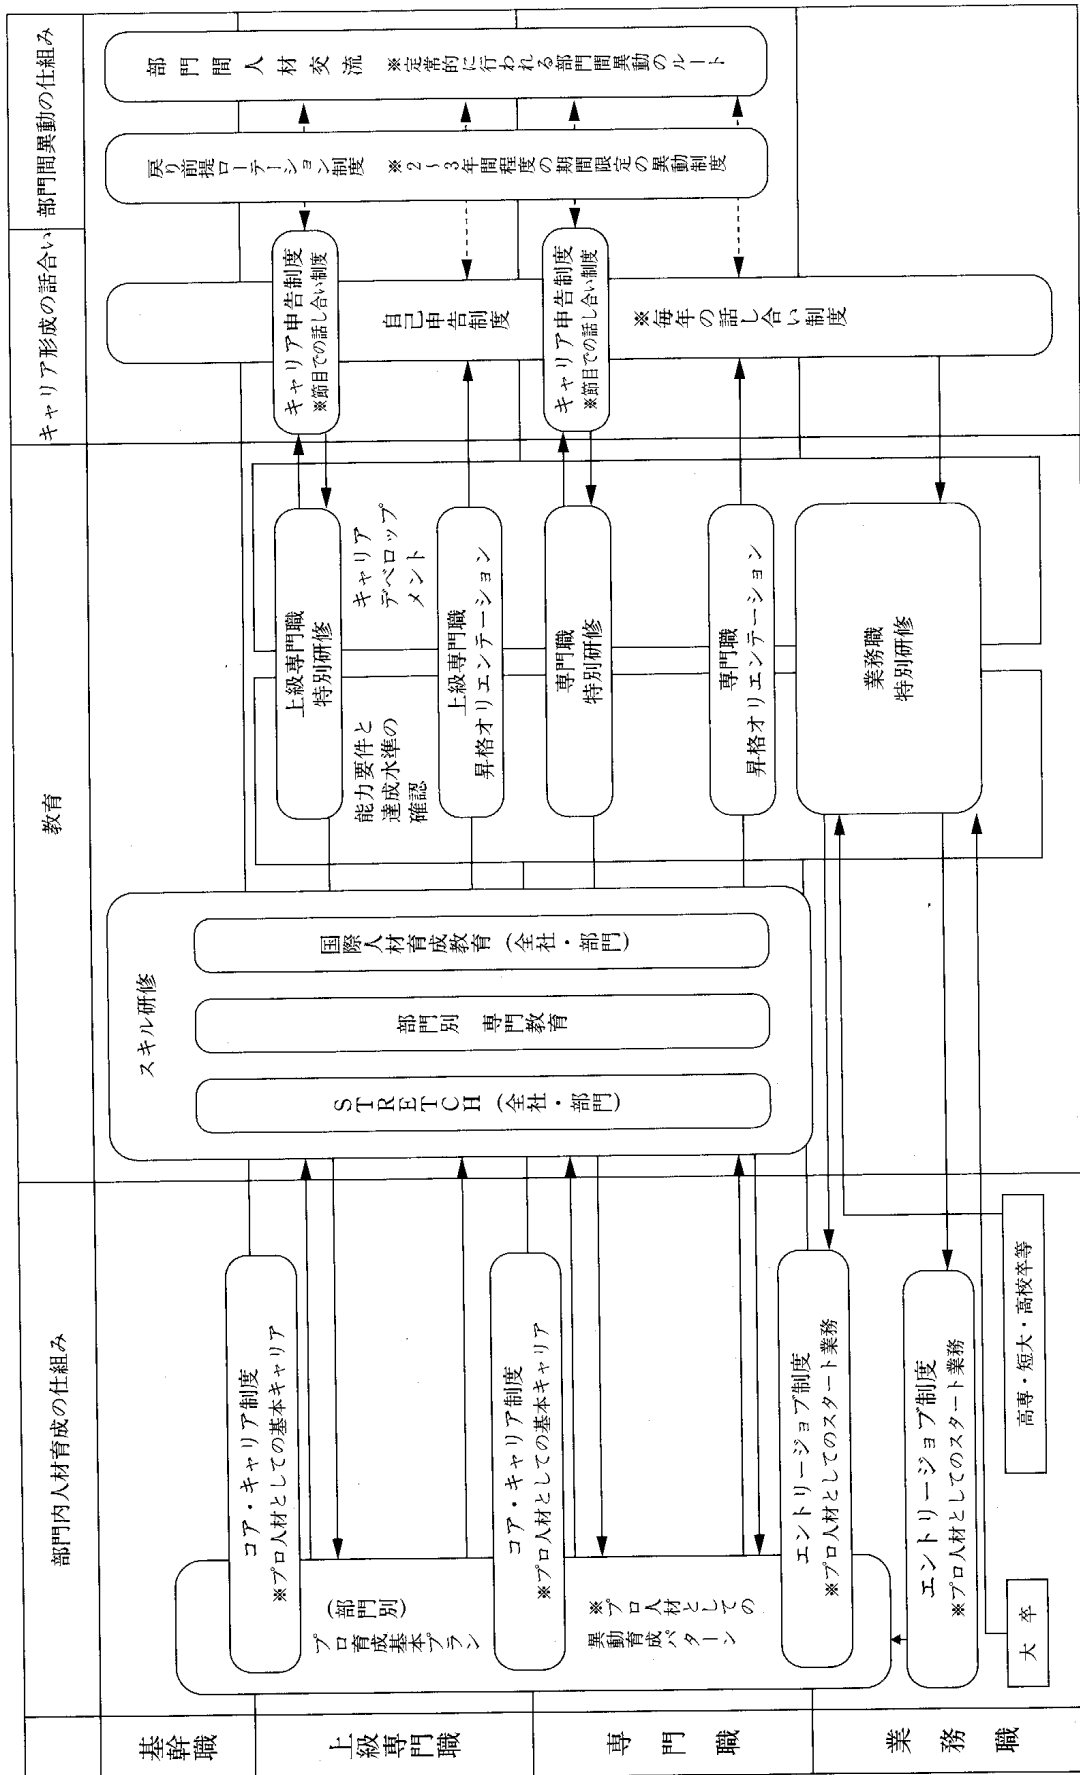 部門内人材育成の仕組み
教育
キャリア形成の話合い
部門間異動の仕組み
基幹職
上級専門職
専門職
業務職
(部門別)
プロ育成基本プラン
※プロ人材としての
異動育成パターン
コア・キャリア制度
※プロ人材としての基本キャリア
コア・キャリア制度
※プロ人材としての基本キャリア
エントリージョブ制度
※プロ人材としてのスタート業務
エントリージョブ制度
※プロ人材としてのスタート業務
大 卒
高専・短大・高校卒等
スキル研修
STRETCH (全社・部門)
部門別 専門教育
国際人材育成教育 (全社・部門)
能力要件と
達成水準の
確認
キャリア
デベロップ
メント
上級専門職
特別研修
上級専門職
昇格オリエンテーション
専門職
特別研修
専門職
昇格オリエンテーション
業務職
特別研修
キャリア申告制度
※節目での話し合い制度
自己申告制度
キャリア申告制度
※節目での話し合い制度
※毎年の話し合い制度
戻り前提ローテーション制度 ※2～3年間程度の期間限定の異動制度
部門間人材交流 ※定常的に行われる部門間異動のルート